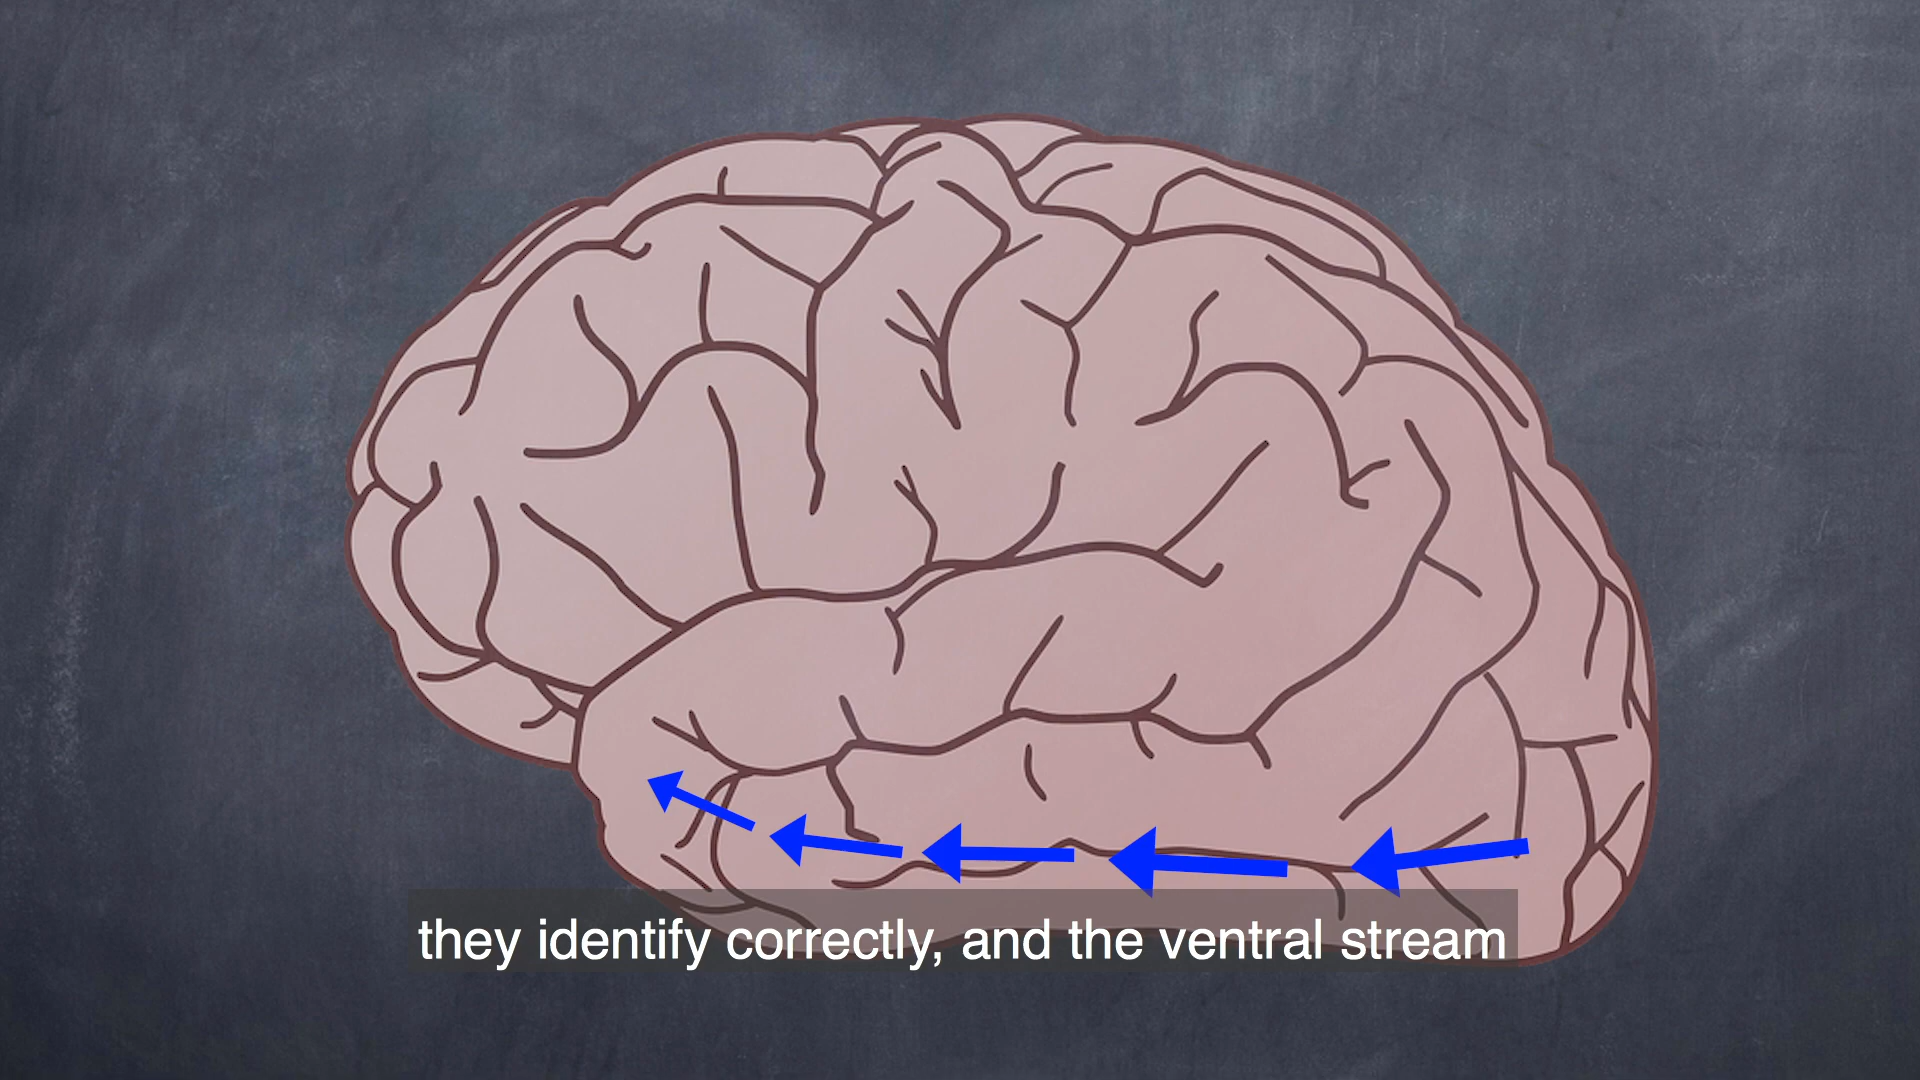 they identify correctly, and the ventral stream